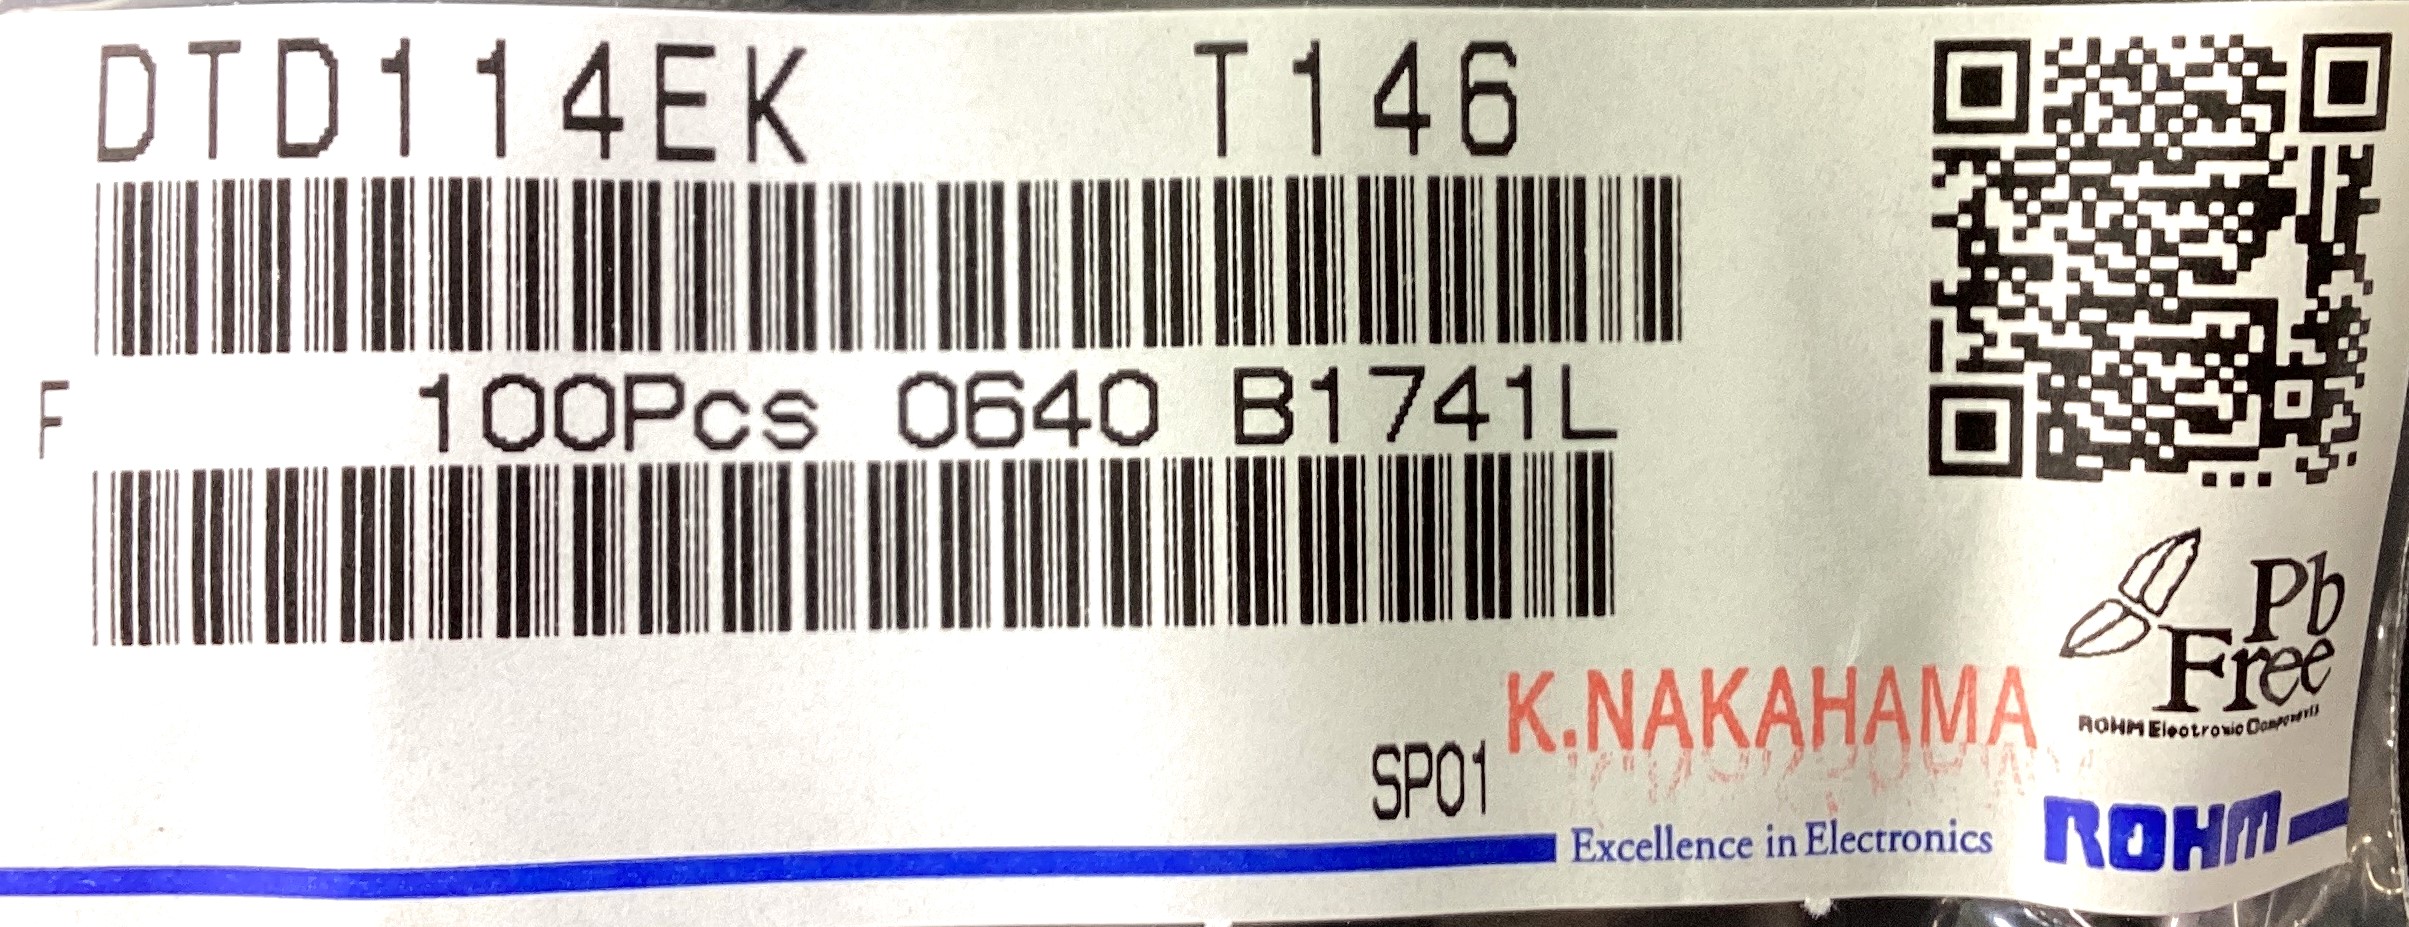 DTD114EK T146
F 100Pcs 0640 B1741L
K.NAKAHAMA
SP01
Pb
Free
ROHM Electronic Components
Excellence in Electronics ROHM